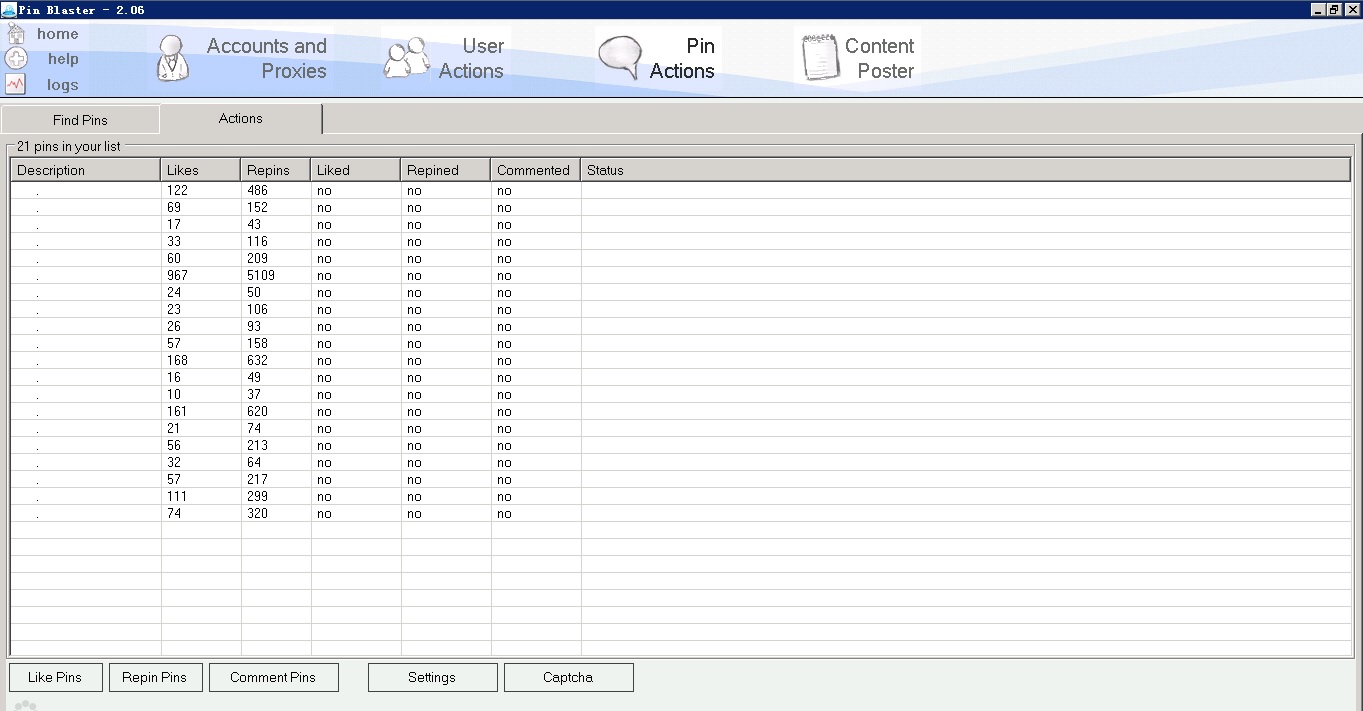 Pin Blaster - 2.06
home
help
logs
Accounts and
Proxies
User
Actions
Pin
Actions
Content
Poster
Find Pins Actions
21 pins in your list
Description Likes Repins Liked Repined Commented Status
. 122 486 no no no
. 69 152 no no no
. 17 43 no no no
. 33 116 no no no
. 60 209 no no no
. 967 5109 no no no
. 24 50 no no no
. 23 106 no no no
. 26 93 no no no
. 57 158 no no no
. 168 632 no no no
. 16 49 no no no
. 10 37 no no no
. 161 620 no no no
. 21 74 no no no
. 56 213 no no no
. 32 64 no no no
. 57 217 no no no
. 111 299 no no no
. 74 320 no no no
Like Pins Repin Pins Comment Pins Settings Captcha